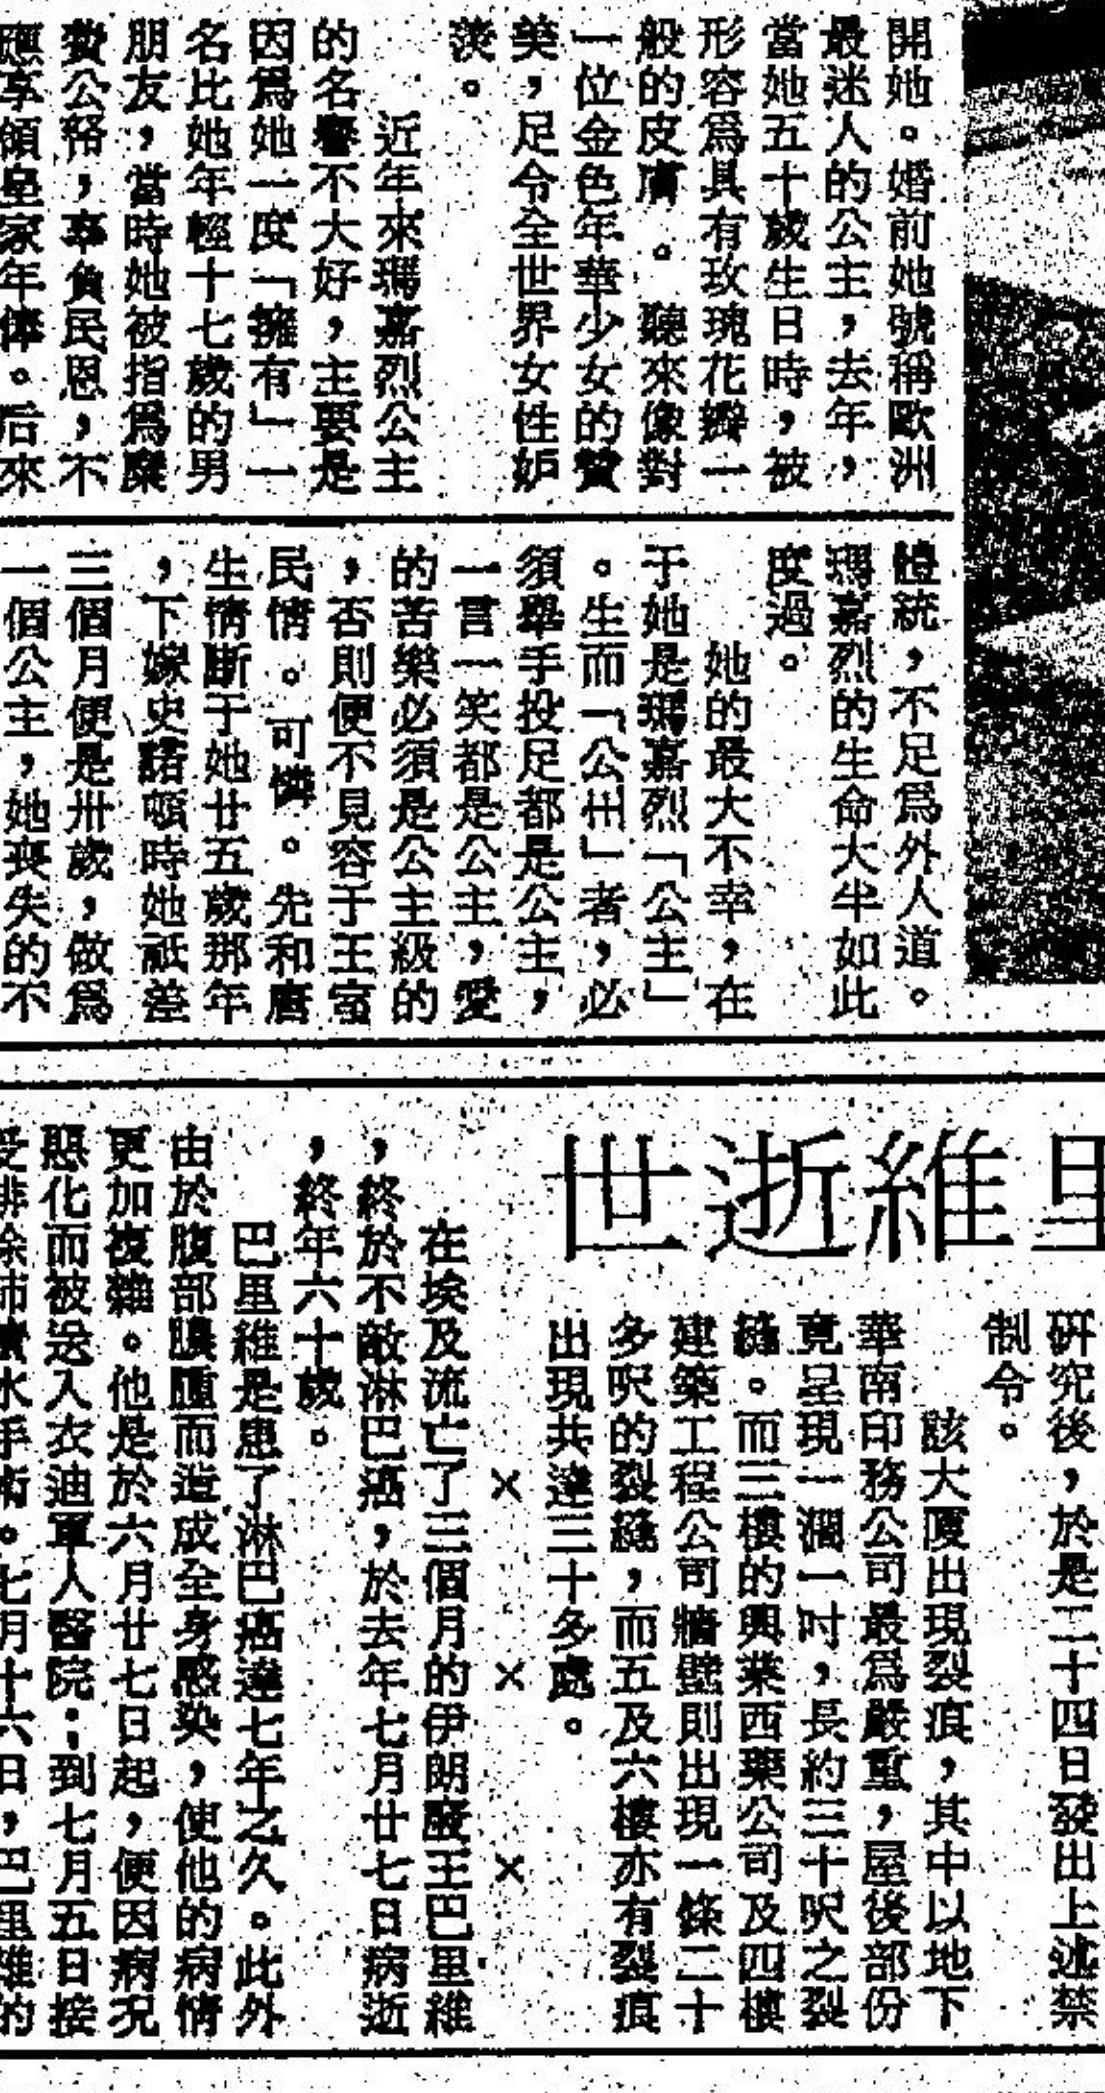 開她。婚前她號稱歐洲
最迷人的公主,去年,
當她五十歲生日時,被
形容爲具有玫瑰花瓣一
般的皮膚。聽來像對
一位金色年華少女的贊
美,足令全世界女性妒
羨。
近年來瑪嘉烈公主
的名譽不大好,主要是
因爲她一度「擁有」一
名比她年輕十七歲的男
朋友,當時她被指爲糜
費公帑,辜負民恩,不
應享領皇家年俸。后來
體統,不足爲外人道。
瑪嘉烈的生命大半如此
度過。
她的最大不幸,在
于她是瑪嘉烈「公主」
。生而「公州」者,必
須舉手投足都是公主,
一言一笑都是公主,愛
的苦樂必須是公主級的
,否則便不見容于王室
民情。可憐。先和唐
生情斷于她廿五歲那年
,下嫁史諾頓時她祇差
三個月便是卅歲,做爲
一個公主,她喪失的不
里維逝世
研究後,於是二十四日發出上述禁
制令。
該大厦出現裂痕,其中以地下
華南印務公司最爲嚴重,屋後部份
竟呈現一濶一吋,長約三十呎之裂
縫。而三樓的興業西藥公司及四樓
建築工程公司牆壁則出現一條二十
多呎的裂縫,而五及六樓亦有裂痕
出現共達三十多處。
× × ×
在埃及流亡了三個月的伊朗廢王巴里維
,終於不敵淋巴癌,於去年七月廿七日病逝
,終年六十歲。
巴里維是患了淋巴癌達七年之久。此外
由於腹部膿腫而造成全身感染,使他的病情
更加複雜。他是於六月廿七日起,便因病况
惡化而被送入衣迪軍人醫院;到七月五日接
受排除肺積水手術。七月廿六日,巴里維的